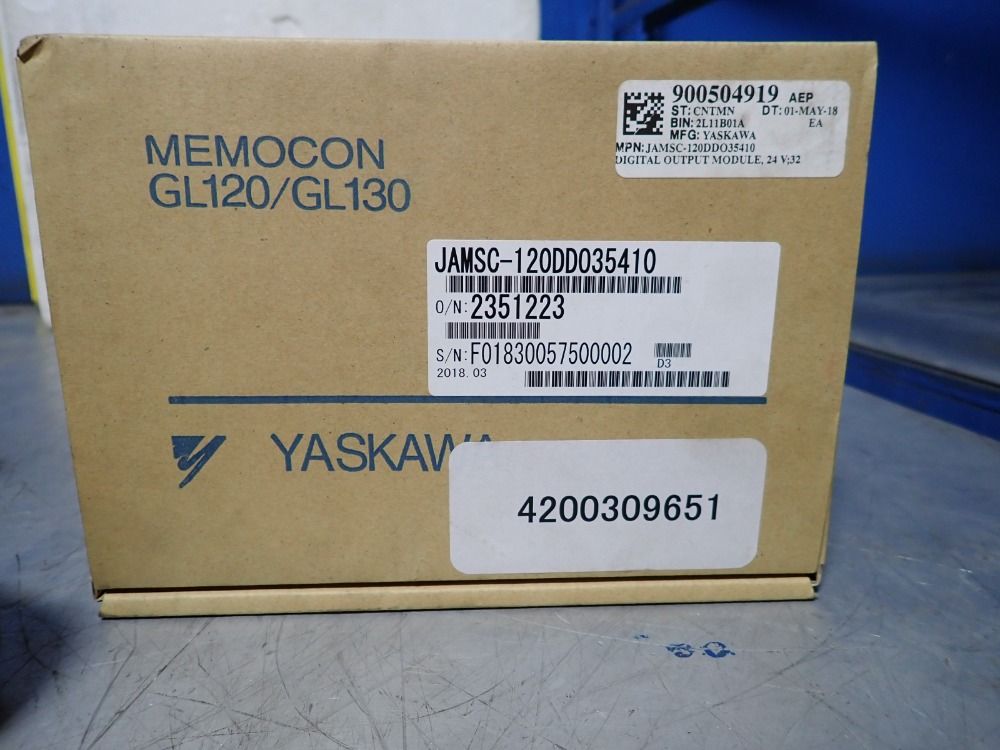 MEMOCON
GL120/GL130
900504919 AEP
ST: CNTMN DT: 01-MAY-18
BIN: 2L11B01A EA
MFG: YASKAWA
MPN: JAMSC-120DDO35410
DIGITAL OUTPUT MODULE, 24 V;32
JAMSC-120DDO35410
O/N: 2351223
S/N: F01830057500002
D3
2018.03
YASKAWA
4200309651